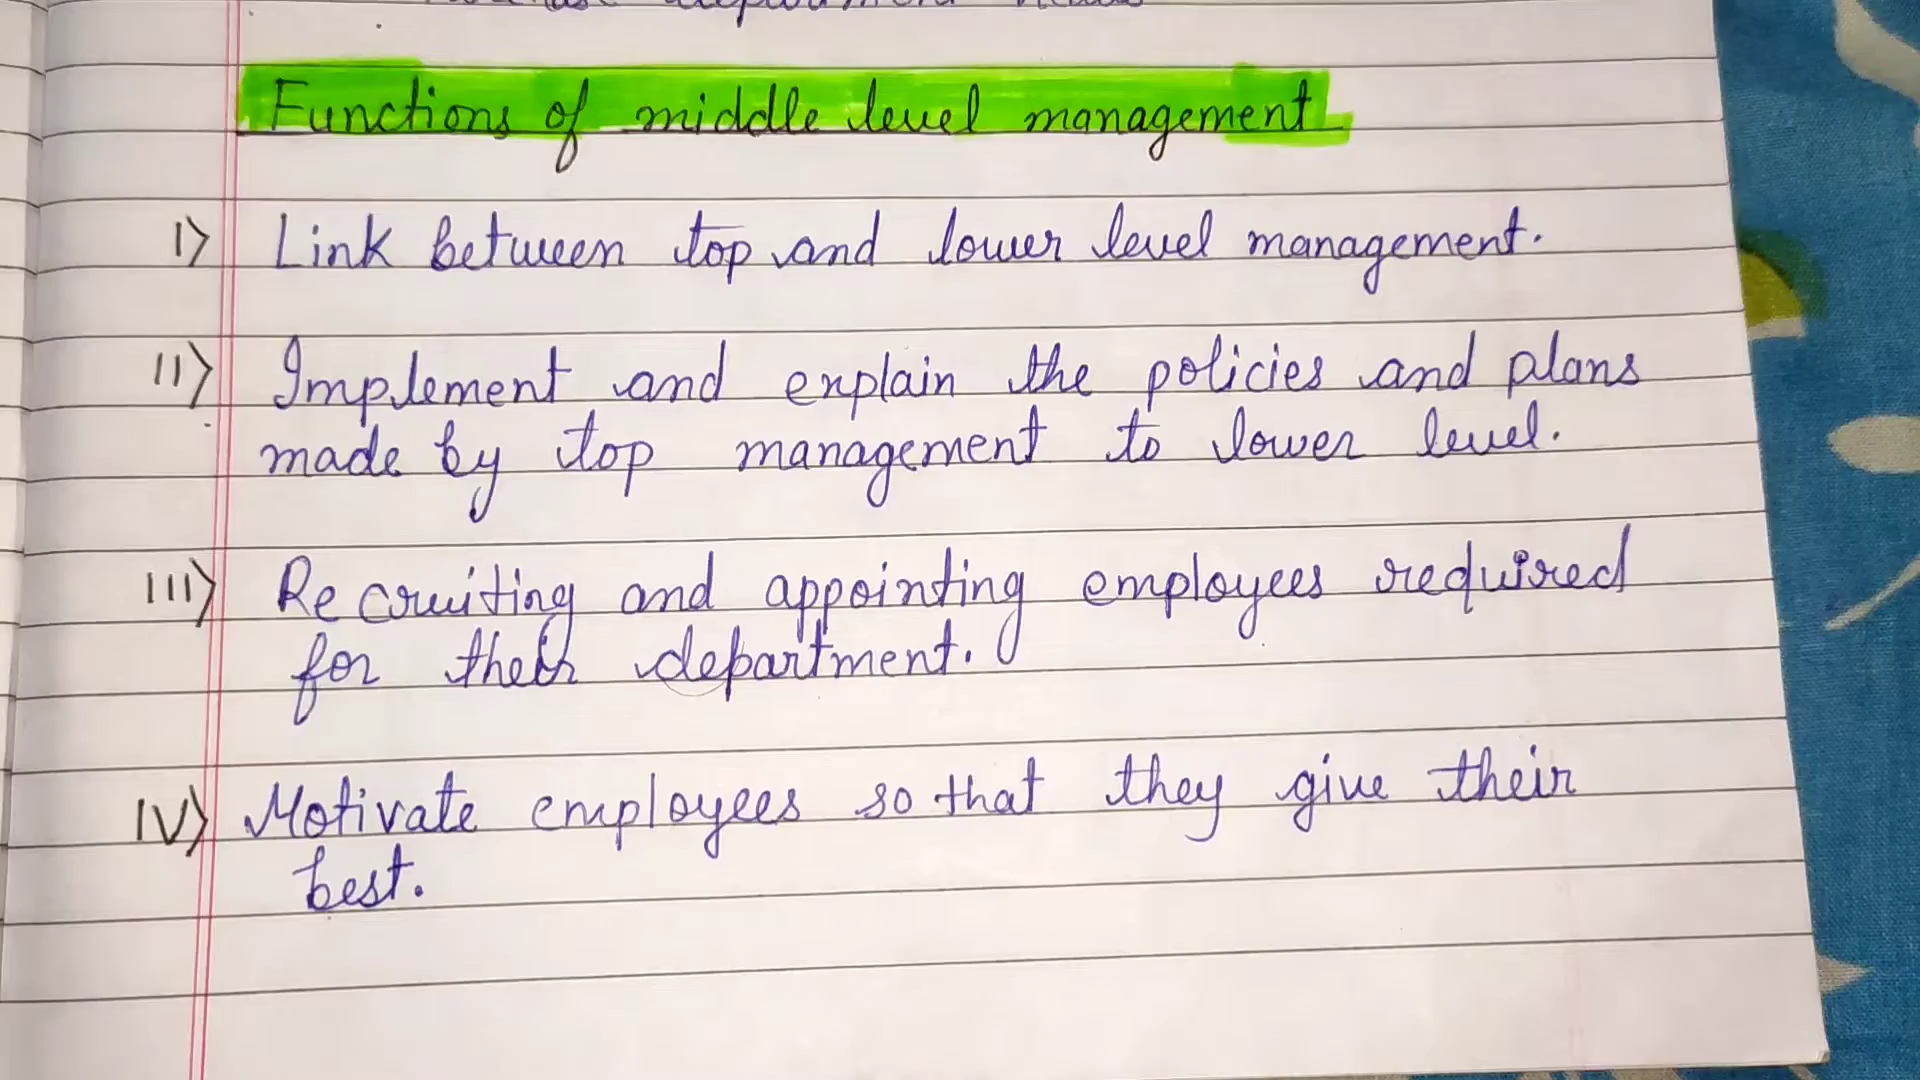 department heads
Functions of middle level management
I) Link between top and lower level management.
II) Implement and explain the policies and plans
made by top management to lower level.
III) Recruiting and appointing employees required
for their department.
IV) Motivate employees so that they give their
best.